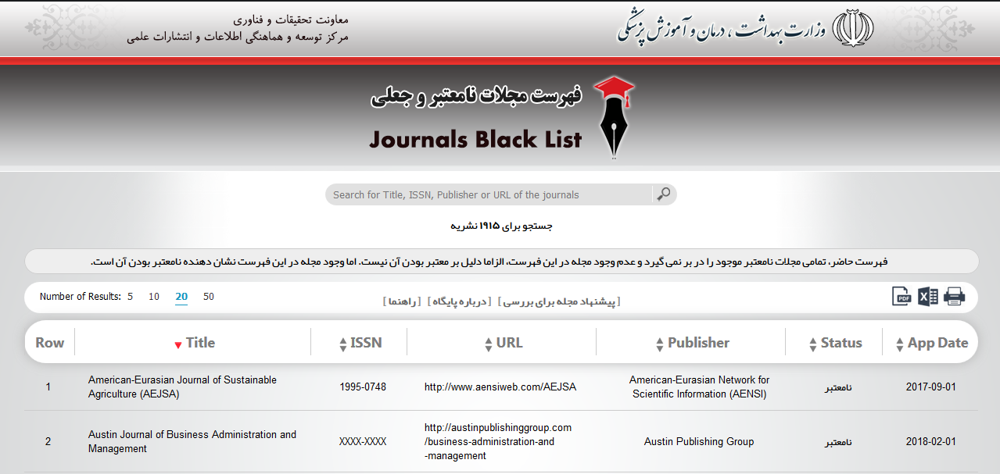 وزارت بهداشت، درمان و آموزش پزشکی
معاونت تحقیقات و فناوری
مرکز توسعه و هماهنگی اطلاعات و انتشارات علمی
فهرست مجلات نامعتبر و جعلی
Journals Black List
Search for Title, ISSN, Publisher or URL of the journals
جستجو برای ۱۹۱۵ نشریه
فهرست حاضر، تمامی مجلات نامعتبر موجود را در بر نمی گیرد و عدم وجود مجله در این فهرست، الزاما دلیل بر معتبر بودن آن نیست. اما وجود مجله در این فهرست نشان دهنده نامعتبر بودن آن است.
Number of Results: 5 10 20 50
[ پیشنهاد مجله برای بررسی ] [ درباره پایگاه ] [ راهنما ]
PDF
X
Row Title ISSN URL Publisher Status App Date
1
American-Eurasian Journal of Sustainable
Agriculture (AEJSA)
1995-0748
http://www.aensiweb.com/AEJSA
American-Eurasian Network for
Scientific Information (AENSI)
نامعتبر
2017-09-01
2
Austin Journal of Business Administration and
Management
XXXX-XXXX
http://austinpublishinggroup.com
/business-administration-and
-management
Austin Publishing Group
نامعتبر
2018-02-01